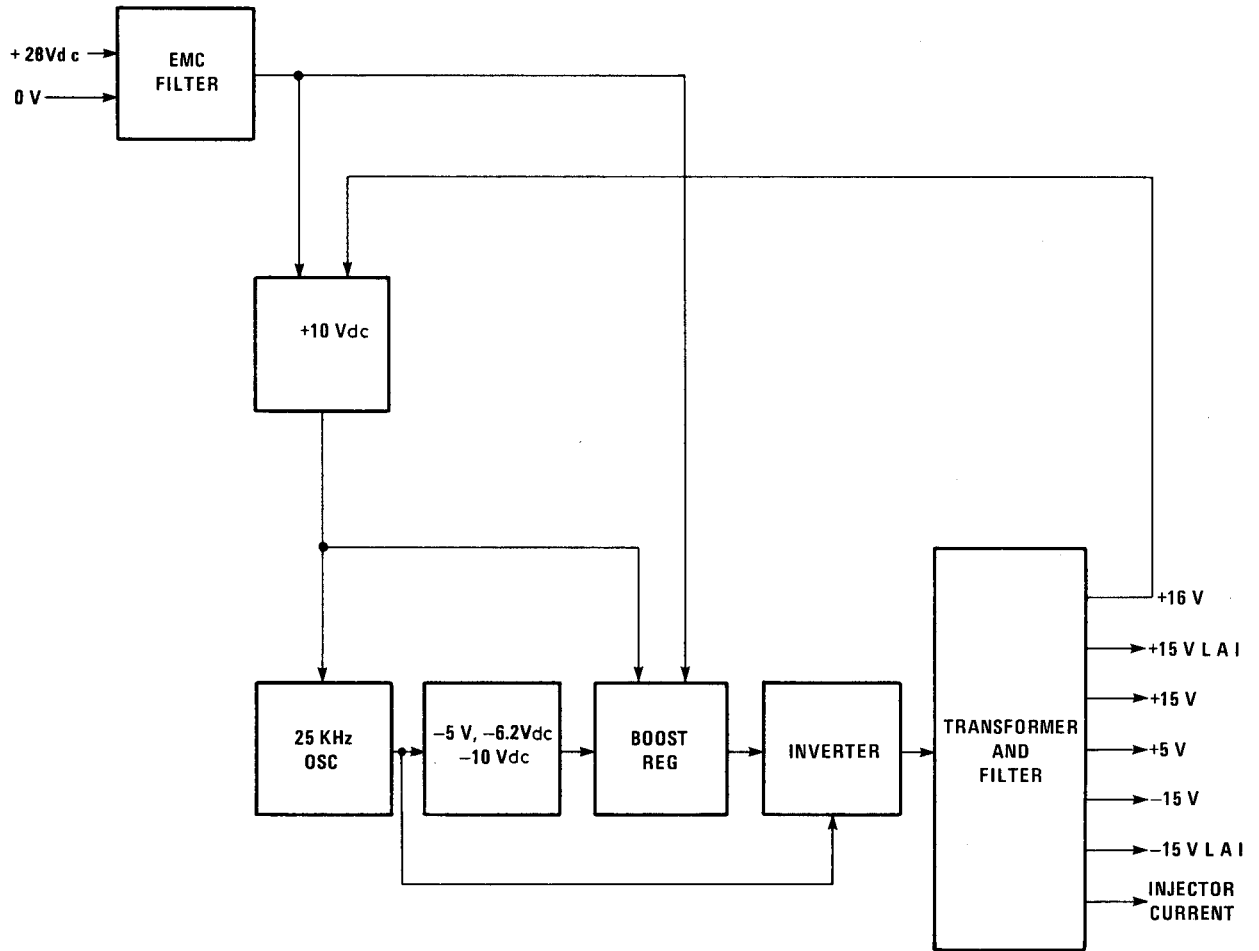 + 28Vd c
0 V
EMC
FILTER
+10 Vdc
25 KHz
OSC
−5 V, −6.2Vdc
−10 Vdc
BOOST
REG
INVERTER
TRANSFORMER
AND
FILTER
+16 V
+15 V L A I
+15 V
+5 V
−15 V
−15 V L A I
INJECTOR
CURRENT